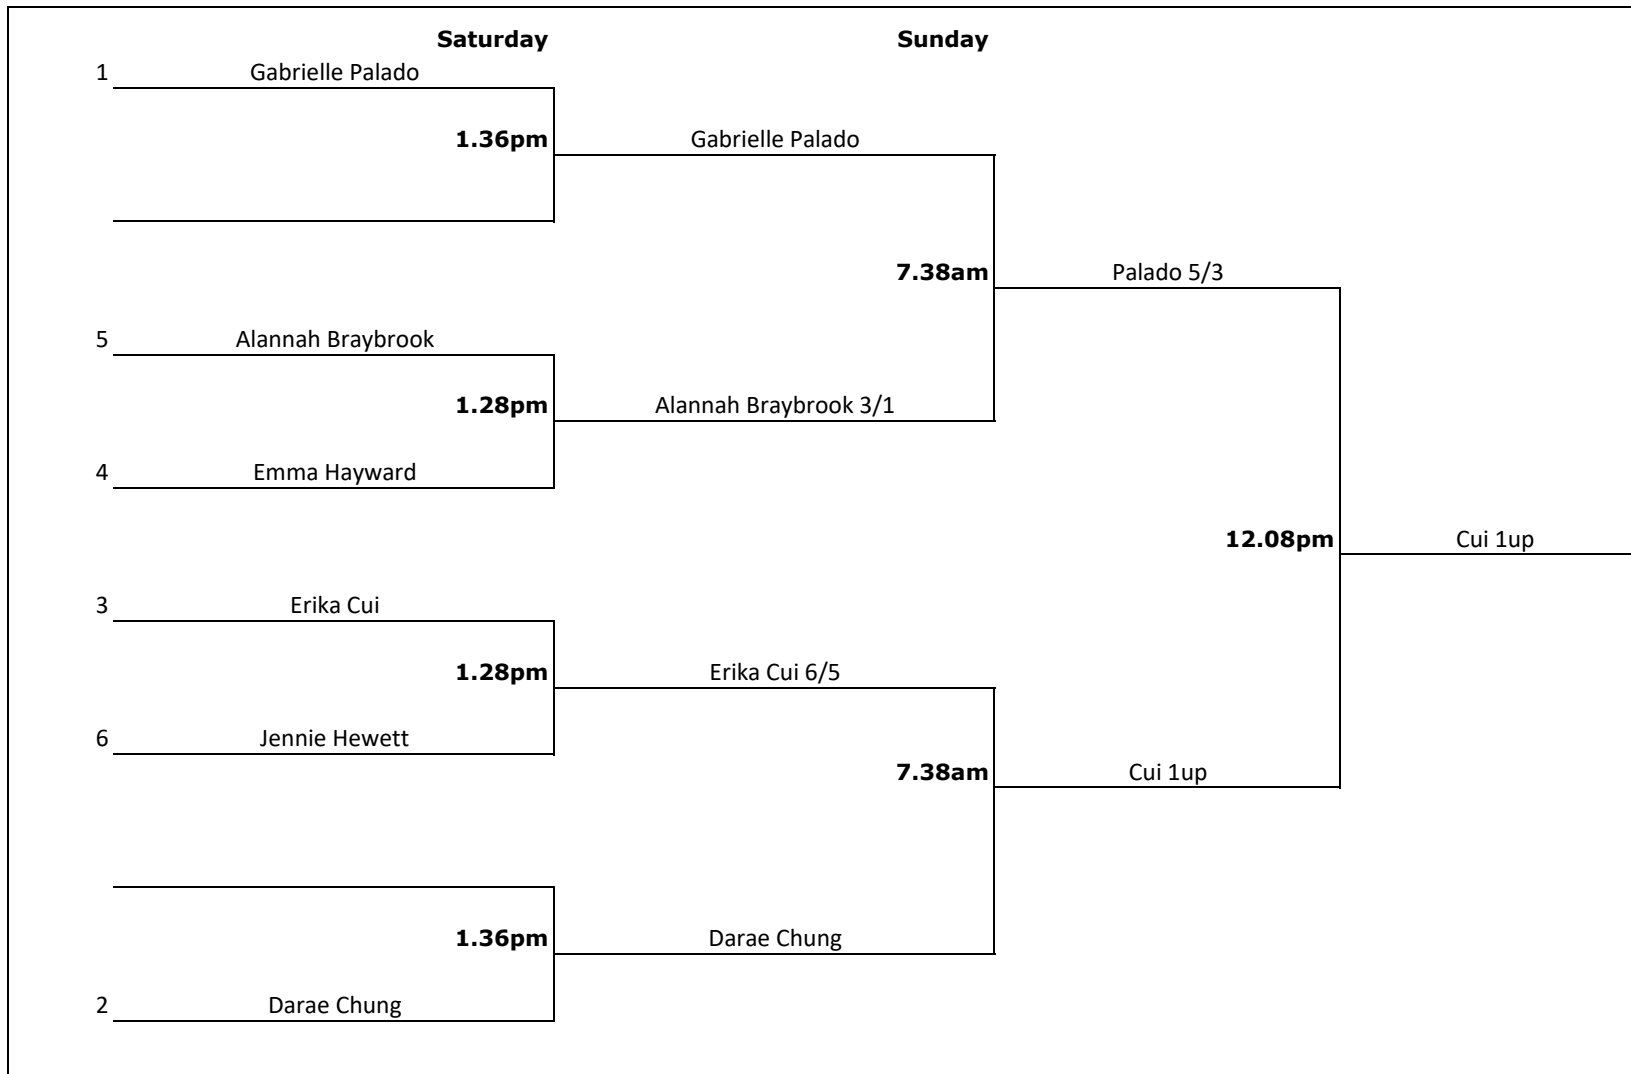 Saturday Sunday
1 Gabrielle Palado
1.36pm Gabrielle Palado
7.38am Palado 5/3
5 Alannah Braybrook
1.28pm Alannah Braybrook 3/1
4 Emma Hayward
12.08pm Cui 1up
3 Erika Cui
1.28pm Erika Cui 6/5
6 Jennie Hewett
7.38am Cui 1up
1.36pm Darae Chung
2 Darae Chung